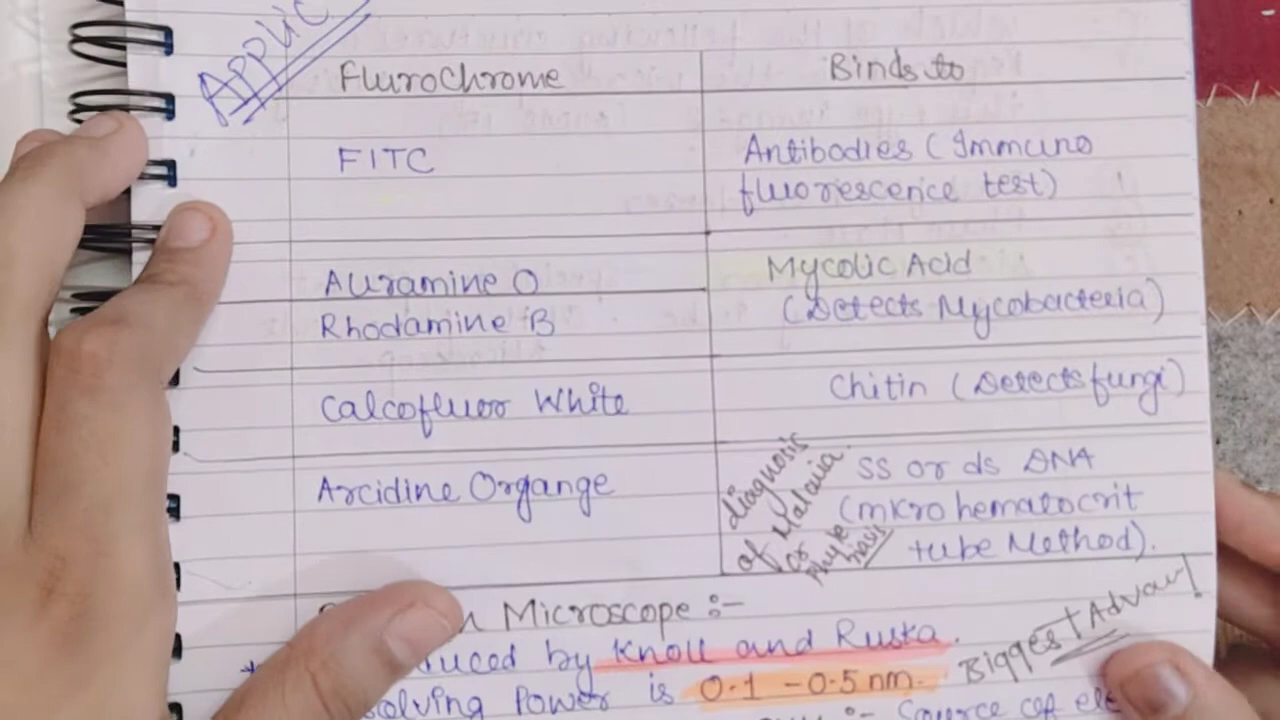 APPLIC
Flurochrome
Binds to
FITC
Antibodies (Immuno
fluorescence test)
Auramine O
Rhodamine B
Mycolic Acid
(Detects Mycobacteria)
Calcofluor White
Chitin (Detects fungi)
Arcidine Organge
diagnosis
of Malaria
or
SS or ds DNA
(mkro hematocrit
tube Method).
n Microscope :-
duced by Knoll and Ruska.
solving Power is 0.1 - 0.5 nm.
Biggest Advan!
:- Source of ele